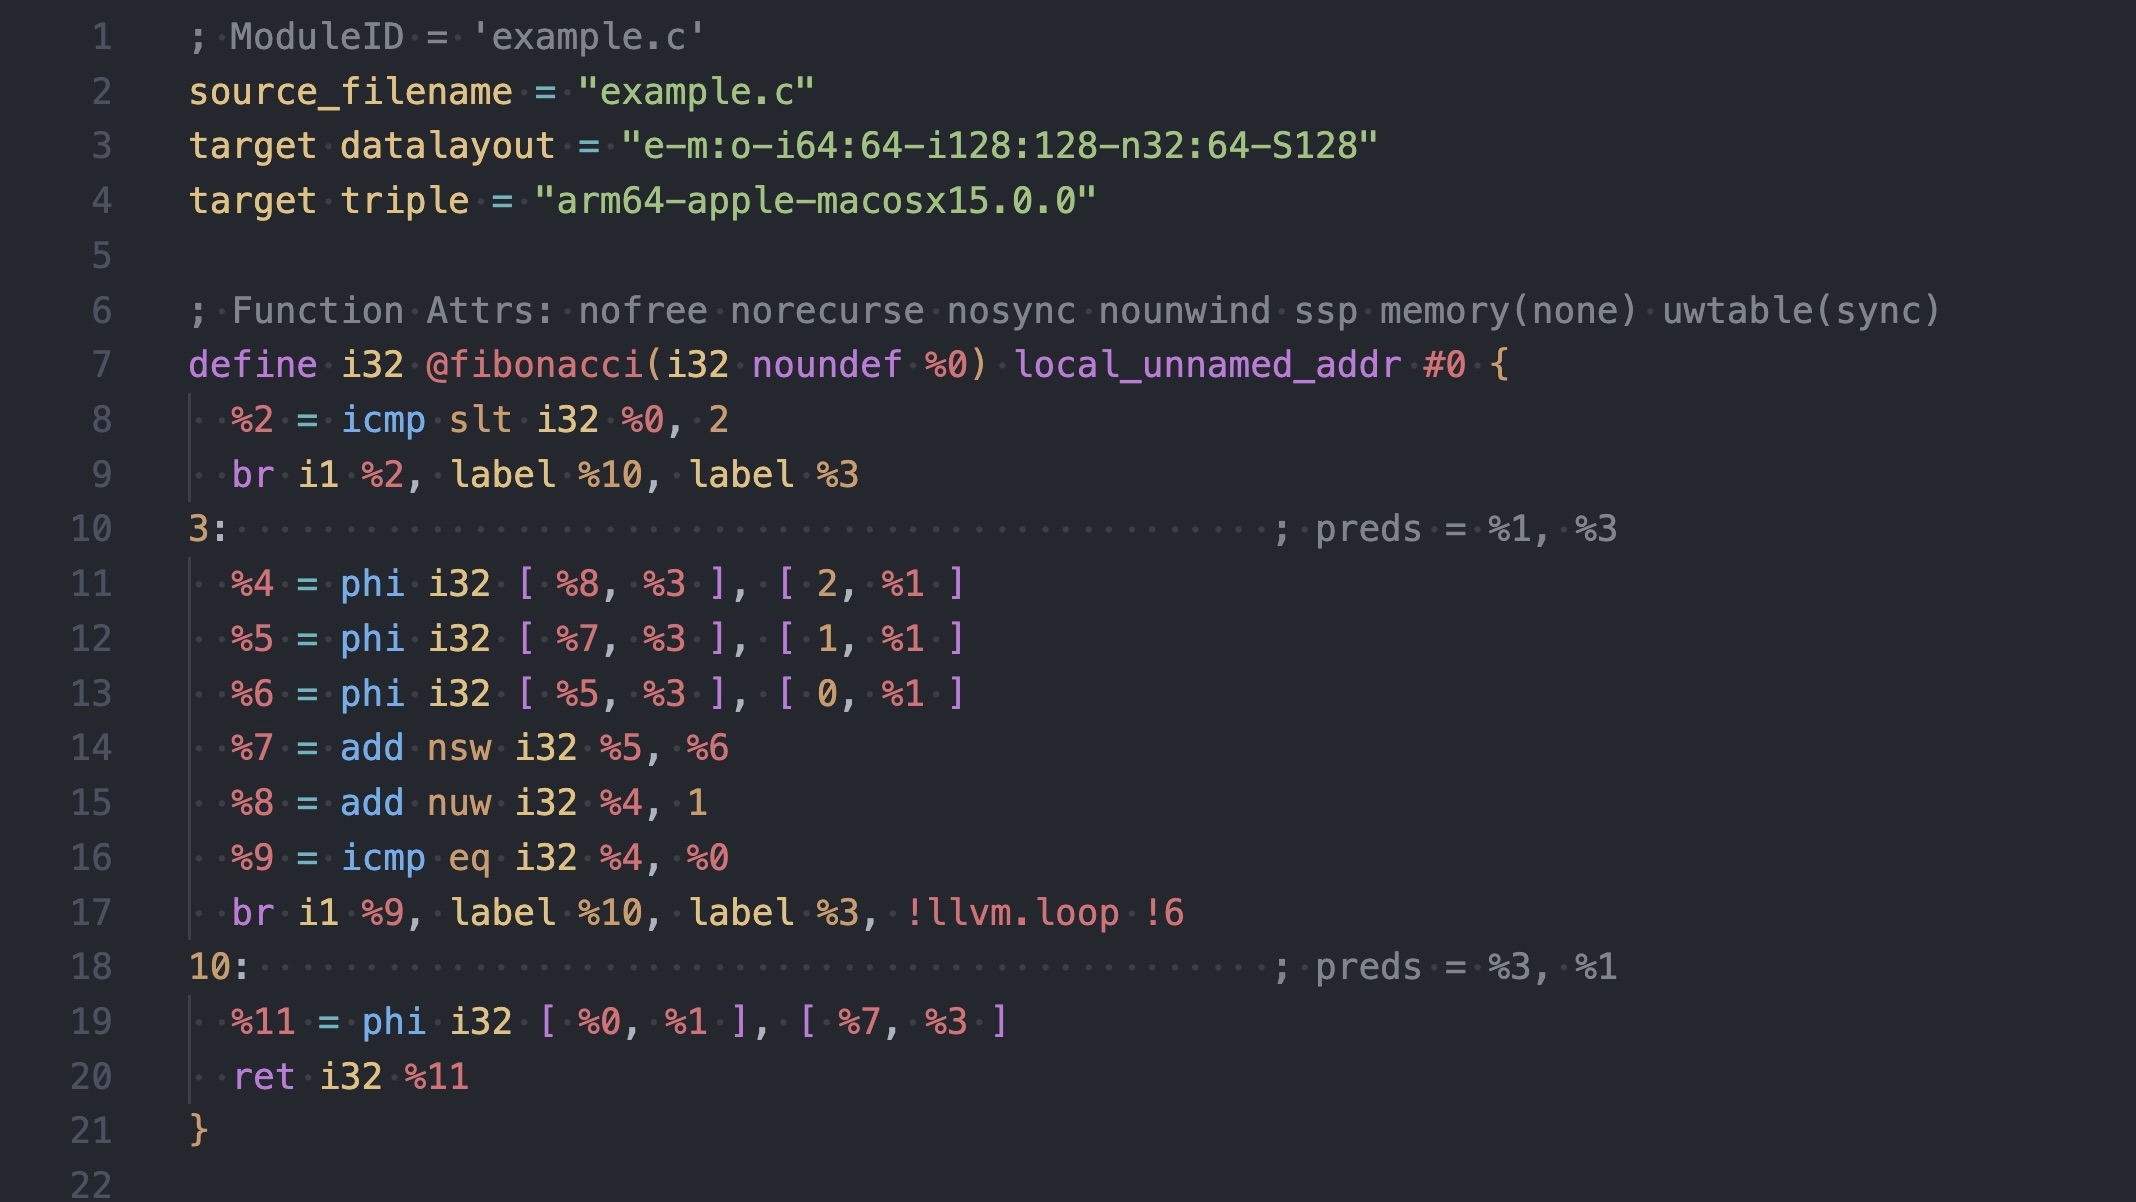 1 ; ModuleID = 'example.c'
2 source_filename = "example.c"
3 target datalayout = "e-m:o-i64:64-i128:128-n32:64-S128"
4 target triple = "arm64-apple-macosx15.0.0"
5
6 ; Function Attrs: nofree norecurse nosync nounwind ssp memory(none) uwtable(sync)
7 define i32 @fibonacci(i32 noundef %0) local_unnamed_addr #0 {
8   %2 = icmp slt i32 %0, 2
9   br i1 %2, label %10, label %3
10 3:                                                ; preds = %1, %3
11   %4 = phi i32 [ %8, %3 ], [ 2, %1 ]
12   %5 = phi i32 [ %7, %3 ], [ 1, %1 ]
13   %6 = phi i32 [ %5, %3 ], [ 0, %1 ]
14   %7 = add nsw i32 %5, %6
15   %8 = add nuw i32 %4, 1
16   %9 = icmp eq i32 %4, %0
17   br i1 %9, label %10, label %3, !llvm.loop !6
18 10:                                               ; preds = %3, %1
19   %11 = phi i32 [ %0, %1 ], [ %7, %3 ]
20   ret i32 %11
21 }
22